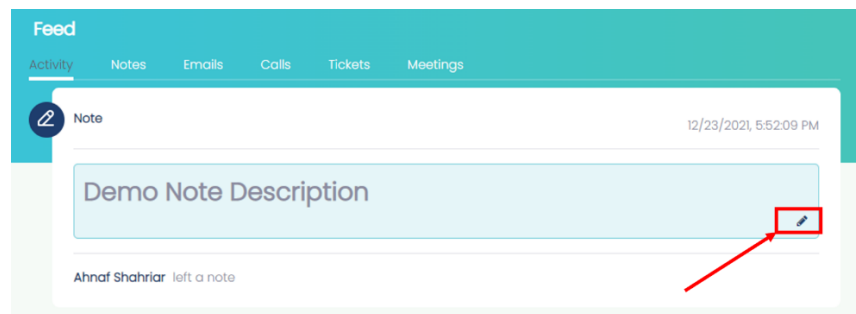 Feed
Activity Notes Emails Calls Tickets Meetings
Note
12/23/2021, 5:52:09 PM
Demo Note Description
Ahnaf Shahriar left a note